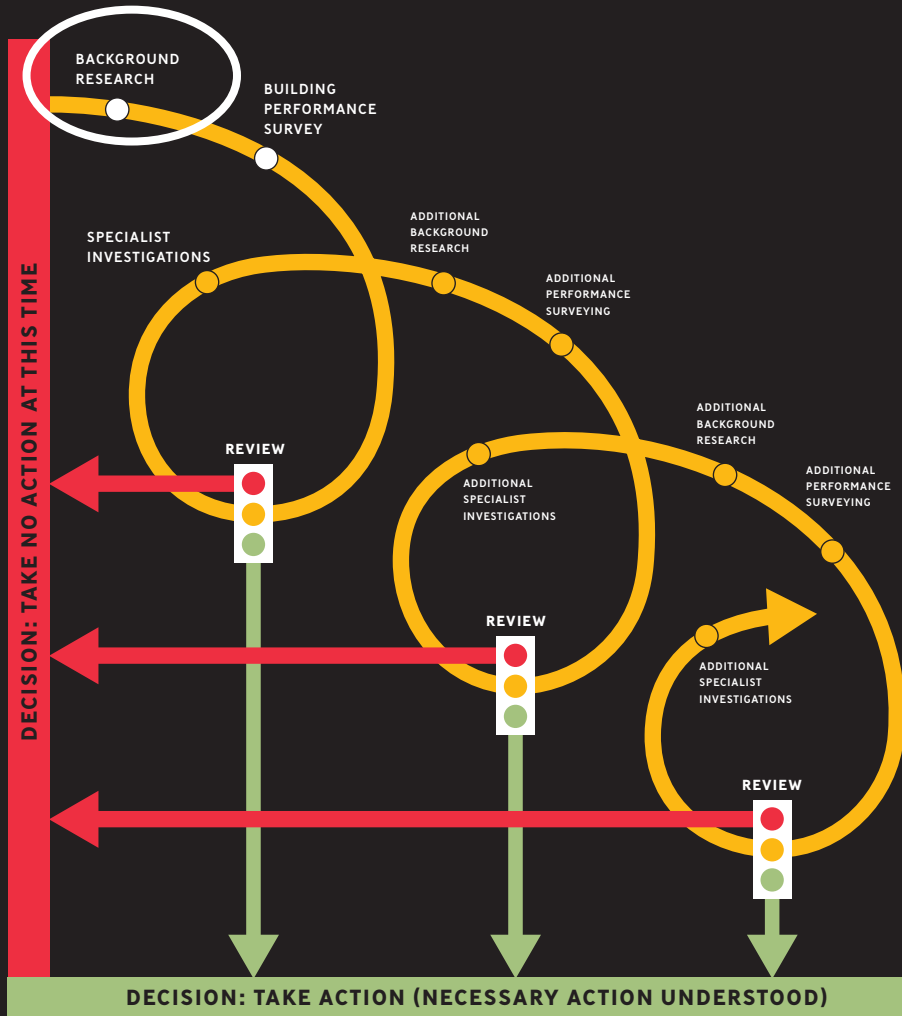 BACKGROUND
RESEARCH
BUILDING
PERFORMANCE
SURVEY
SPECIALIST
INVESTIGATIONS
ADDITIONAL
BACKGROUND
RESEARCH
ADDITIONAL
PERFORMANCE
SURVEYING
DECISION: TAKE NO ACTION AT THIS TIME
REVIEW
ADDITIONAL
SPECIALIST
INVESTIGATIONS
ADDITIONAL
BACKGROUND
RESEARCH
ADDITIONAL
PERFORMANCE
SURVEYING
REVIEW
ADDITIONAL
SPECIALIST
INVESTIGATIONS
REVIEW
DECISION: TAKE ACTION (NECESSARY ACTION UNDERSTOOD)